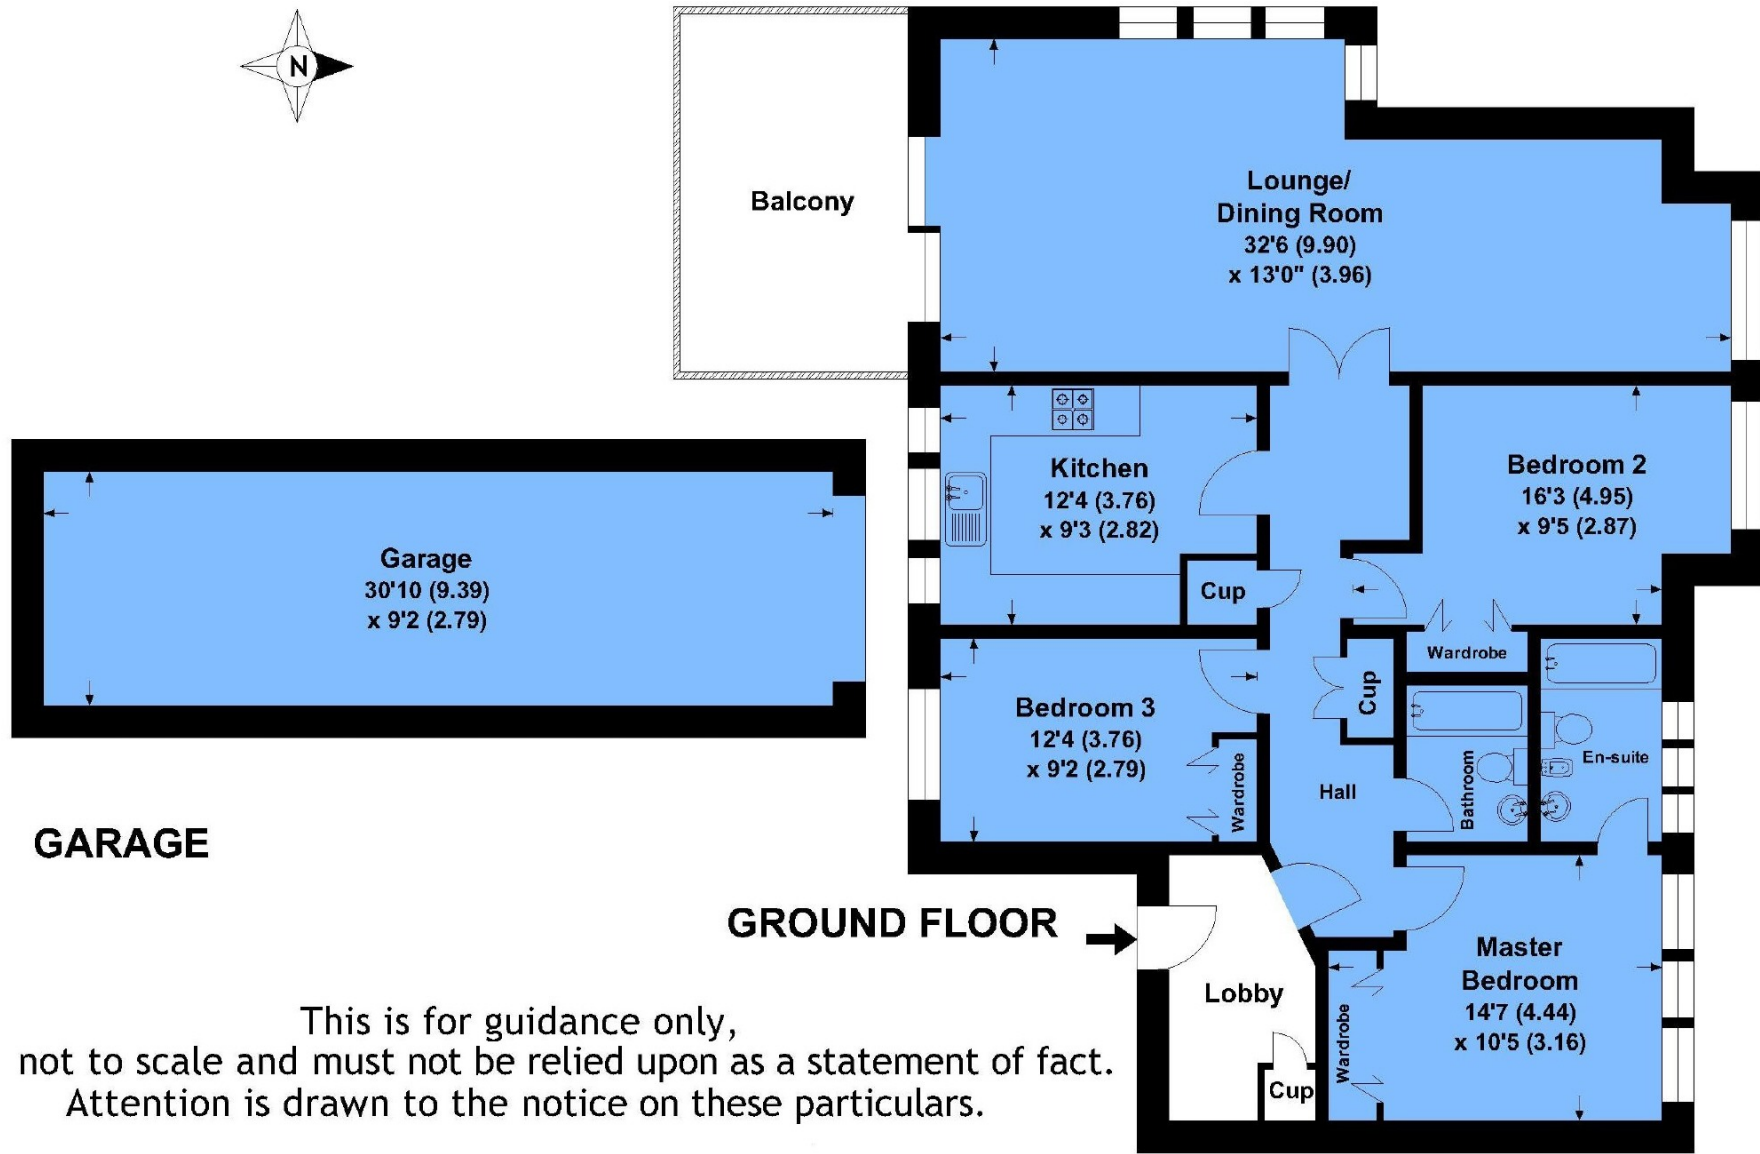 N
Balcony
Lounge/
Dining Room
32'6 (9.90)
x 13'0" (3.96)
Kitchen
12'4 (3.76)
x 9'3 (2.82)
Cup
Bedroom 2
16'3 (4.95)
x 9'5 (2.87)
Garage
30'10 (9.39)
x 9'2 (2.79)
Wardrobe
Cup
Bedroom 3
12'4 (3.76)
x 9'2 (2.79)
Wardrobe
Hall
Bathroom
En-suite
GARAGE
GROUND FLOOR
Lobby
Cup
Wardrobe
Master
Bedroom
14'7 (4.44)
x 10'5 (3.16)
This is for guidance only,
not to scale and must not be relied upon as a statement of fact.
Attention is drawn to the notice on these particulars.